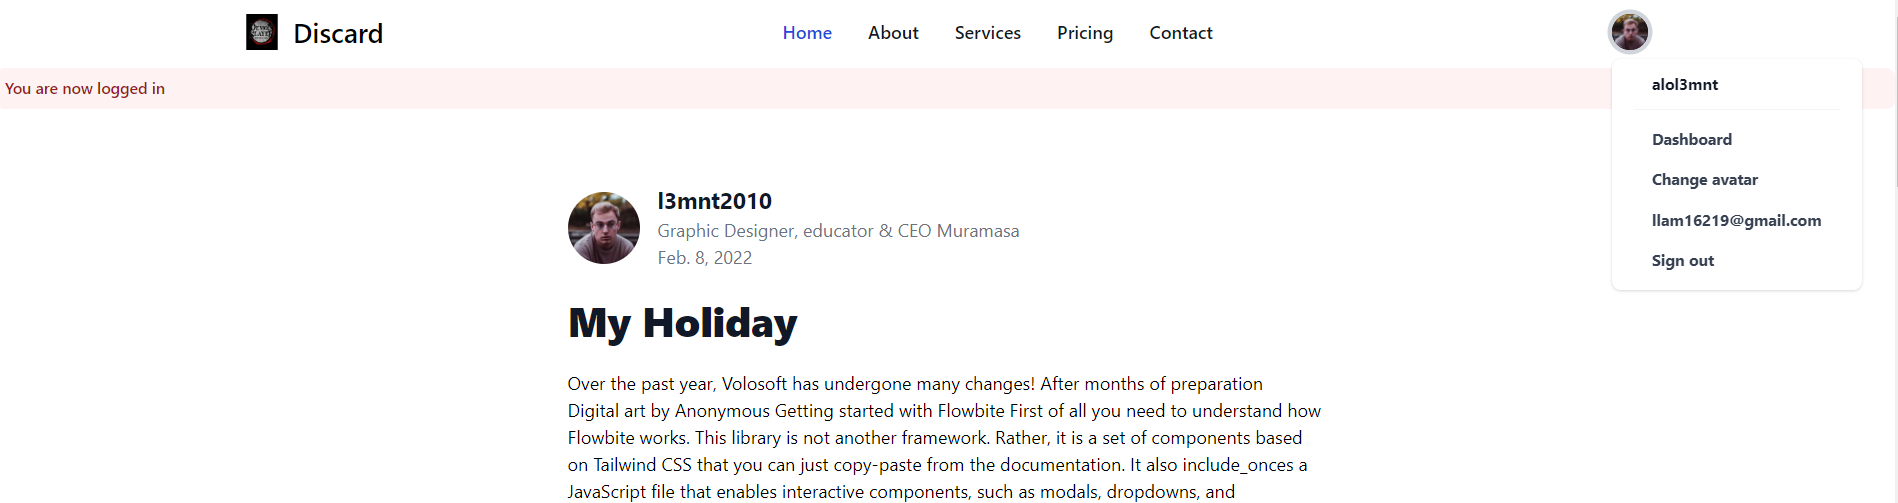 Discard
Home About Services Pricing Contact
You are now logged in
alol3mnt
Dashboard
Change avatar
llam16219@gmail.com
Sign out
l3mnt2010
Graphic Designer, educator & CEO Muramasa
Feb. 8, 2022
My Holiday
Over the past year, Volosoft has undergone many changes! After months of preparation
Digital art by Anonymous Getting started with Flowbite First of all you need to understand how
Flowbite works. This library is not another framework. Rather, it is a set of components based
on Tailwind CSS that you can just copy-paste from the documentation. It also include_onces a
JavaScript file that enables interactive components, such as modals, dropdowns, and